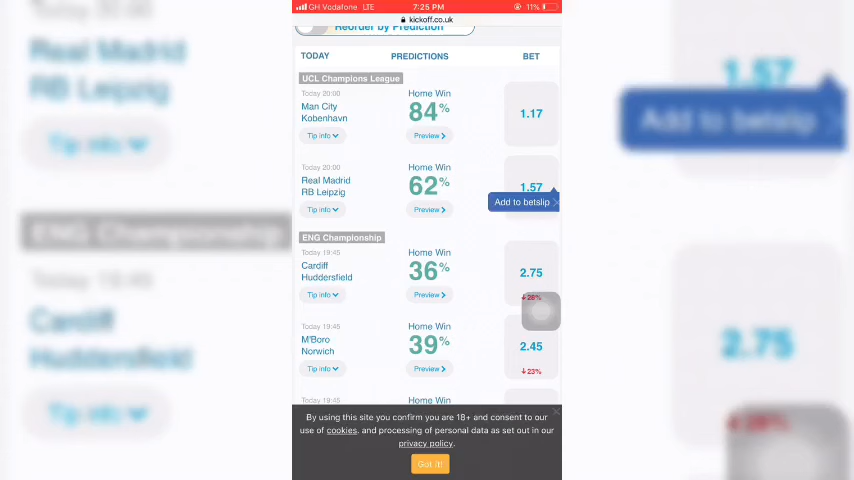 GH Vodafone LTE 7:25 PM 11%
kickoff.co.uk
Reorder by Prediction
TODAY PREDICTIONS BET
UCL Champions League
Today 20:00 Home Win
Man City
Kobenhavn 84% 1.17
Tip info Preview
Today 20:00 Home Win
Real Madrid
RB Leipzig 62% 1.57
Add to betslip
Tip info Preview
ENG Championship
Today 19:45 Home Win
Cardiff
Huddersfield 36% 2.75
Tip info Preview 28%
Today 19:45 Home Win
M'Boro
Norwich 39% 2.45
Tip info Preview 23%
Today 19:45 Home Win
By using this site you confirm you are 18+ and consent to our
use of cookies, and processing of personal data as set out in our
privacy policy.
Got it!